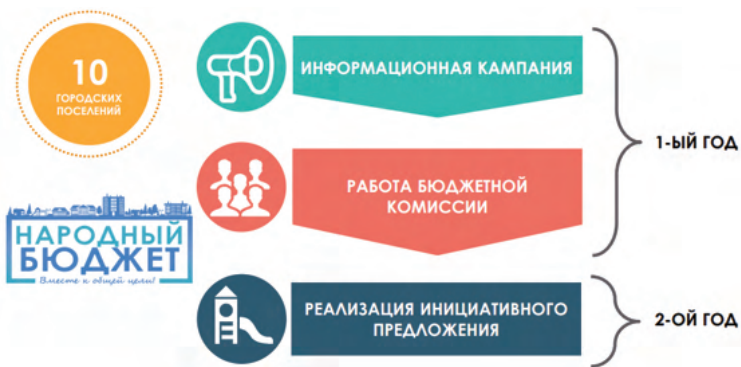 10
ГОРОДСКИХ
ПОСЕЛЕНИЙ
НАРОДНЫЙ
БЮДЖЕТ
Вместе к общей цели!
ИНФОРМАЦИОННАЯ КАМПАНИЯ
РАБОТА БЮДЖЕТНОЙ
КОМИССИИ
1-ЫЙ ГОД
РЕАЛИЗАЦИЯ ИНИЦИАТИВНОГО
ПРЕДЛОЖЕНИЯ
2-ОЙ ГОД